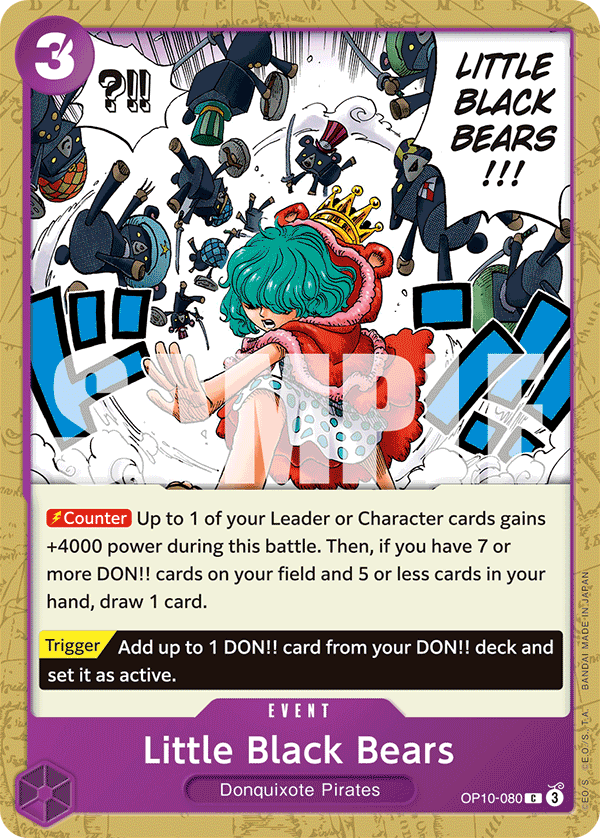 3
?!!
LITTLE
BLACK
BEARS
!!!
SAMPLE
Counter Up to 1 of your Leader or Character cards gains
+4000 power during this battle. Then, if you have 7 or
more DON!! cards on your field and 5 or less cards in your
hand, draw 1 card.
Trigger Add up to 1 DON!! card from your DON!! deck and
set it as active.
EVENT
Little Black Bears
Donquixote Pirates
OP10-080 C 3
©E.O./S. ©E.O./S.,T.A. BANDAI MADE IN JAPAN